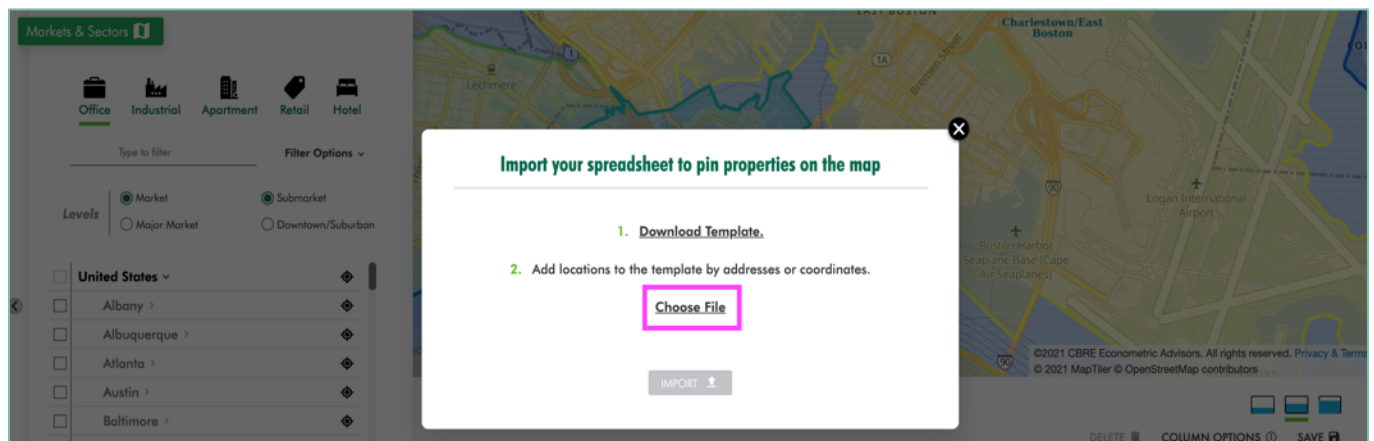 EAST BOSTON
Charlestown/East
Boston
Markets & Sectors
Lechmere
1
1A
Bremen Street
Office Industrial Apartment Retail Hotel
Type to filter Filter Options
Levels
Market Submarket
Major Market Downtown/Suburban
United States
Albany
Albuquerque
Atlanta
Austin
Baltimore
Import your spreadsheet to pin properties on the map
1. Download Template.
2. Add locations to the template by addresses or coordinates.
Choose File
IMPORT
90
Logan International
Airport
Boston Harbor
Seaplane Base (Cape
Air Seaplanes)
90
©2021 CBRE Econometric Advisors. All rights reserved. Privacy & Terms
© 2021 MapTiler © OpenStreetMap contributors
DELETE COLUMN OPTIONS SAVE